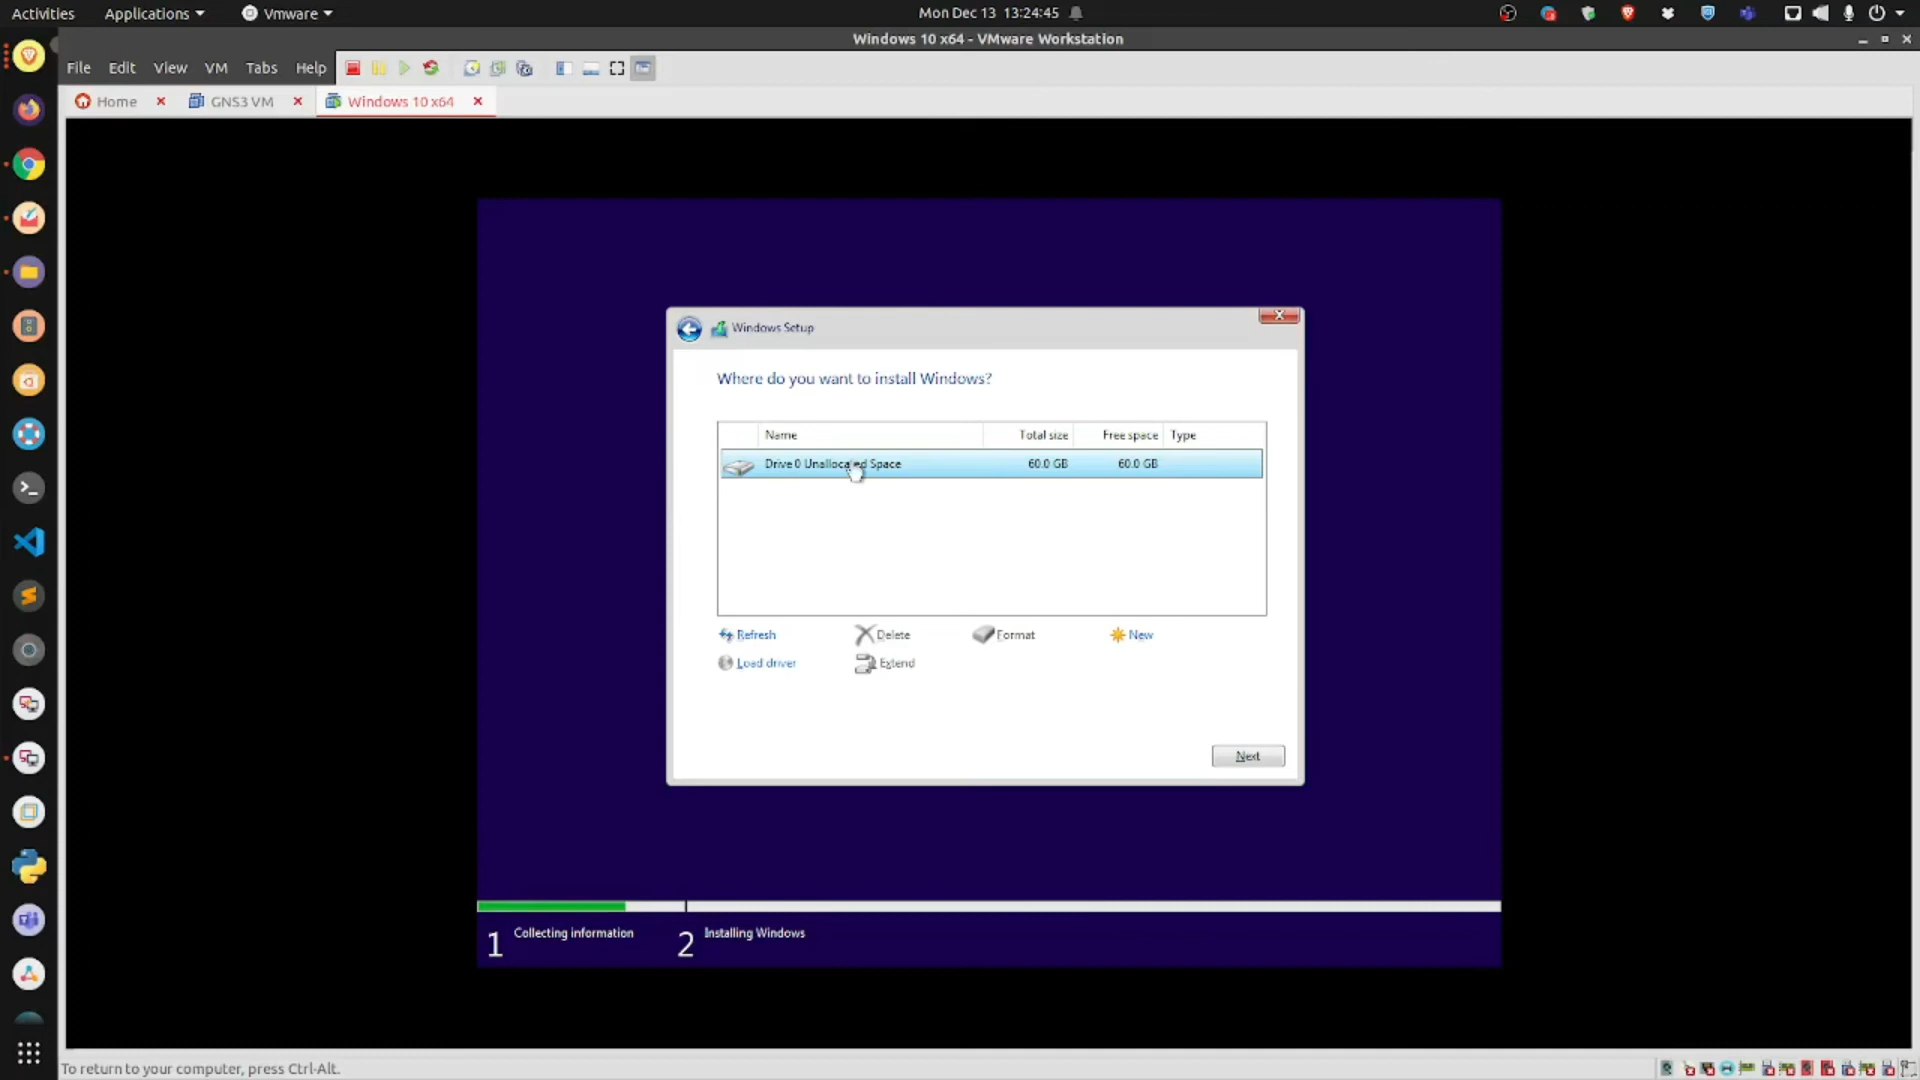 Activities Applications Vmware Mon Dec 13 13:24:45
Windows 10 x64 - VMware Workstation
File Edit View VM Tabs Help
Home GNS3 VM Windows 10 x64
Windows Setup
Where do you want to install Windows?
Name Total size Free space Type
Drive 0 Unallocated Space 60.0 GB 60.0 GB
Refresh Delete Format New
Load driver Extend
Next
1 Collecting information 2 Installing Windows
To return to your computer, press Ctrl-Alt.